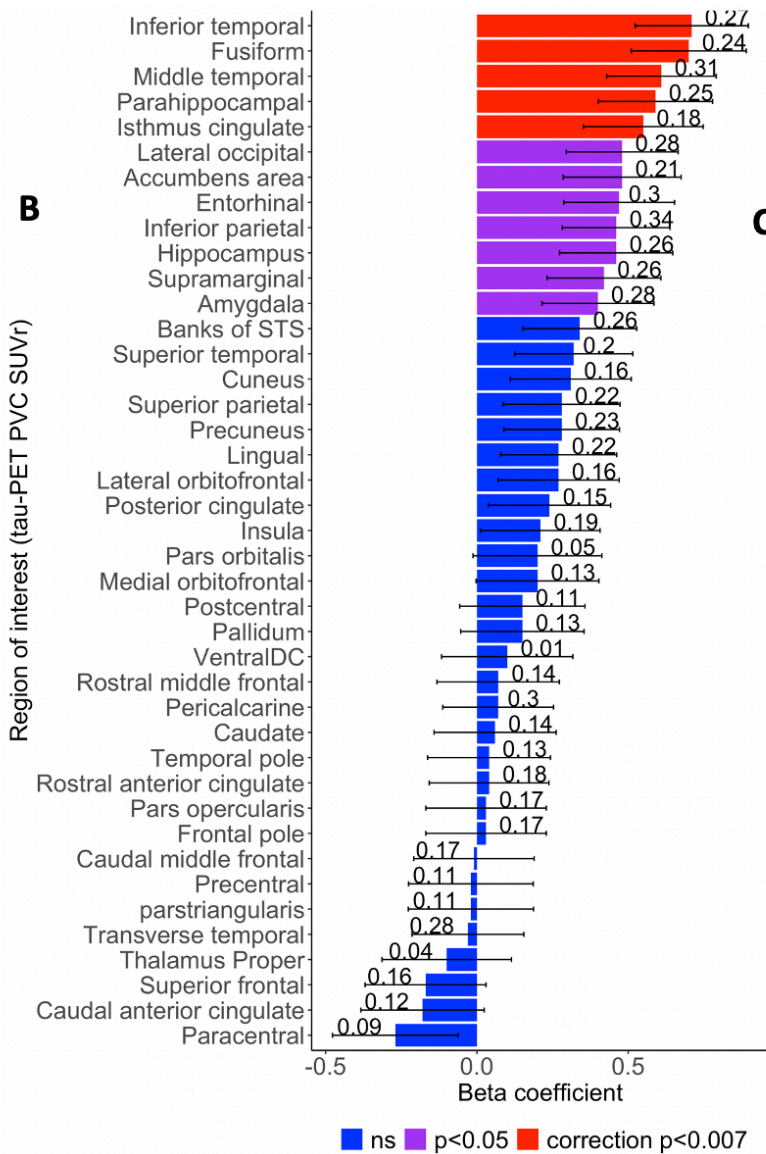 Inferior temporal 0.27
Fusiform 0.24
Middle temporal 0.31
Parahippocampal 0.25
Isthmus cingulate 0.18
Lateral occipital 0.28
Accumbens area 0.21
B
Entorhinal 0.3
Inferior parietal 0.34
C
Hippocampus 0.26
Supramarginal 0.26
Amygdala 0.28
Banks of STS 0.26
Superior temporal 0.2
Cuneus 0.16
Superior parietal 0.22
Precuneus 0.23
Lingual 0.22
Lateral orbitofrontal 0.16
Posterior cingulate 0.15
Insula 0.19
Pars orbitalis 0.05
Medial orbitofrontal 0.13
Postcentral 0.11
Pallidum 0.13
VentralDC 0.01
Rostral middle frontal 0.14
Pericalcarine 0.3
Caudate 0.14
Temporal pole 0.13
Rostral anterior cingulate 0.18
Pars opercularis 0.17
Frontal pole 0.17
Caudal middle frontal 0.17
Precentral 0.11
parstriangularis 0.11
Transverse temporal 0.28
Thalamus Proper 0.04
Superior frontal 0.16
Caudal anterior cingulate 0.12
Paracentral 0.09
Region of interest (tau-PET PVC SUVr)
-0.5 0.0 0.5
Beta coefficient
ns p<0.05 correction p<0.007